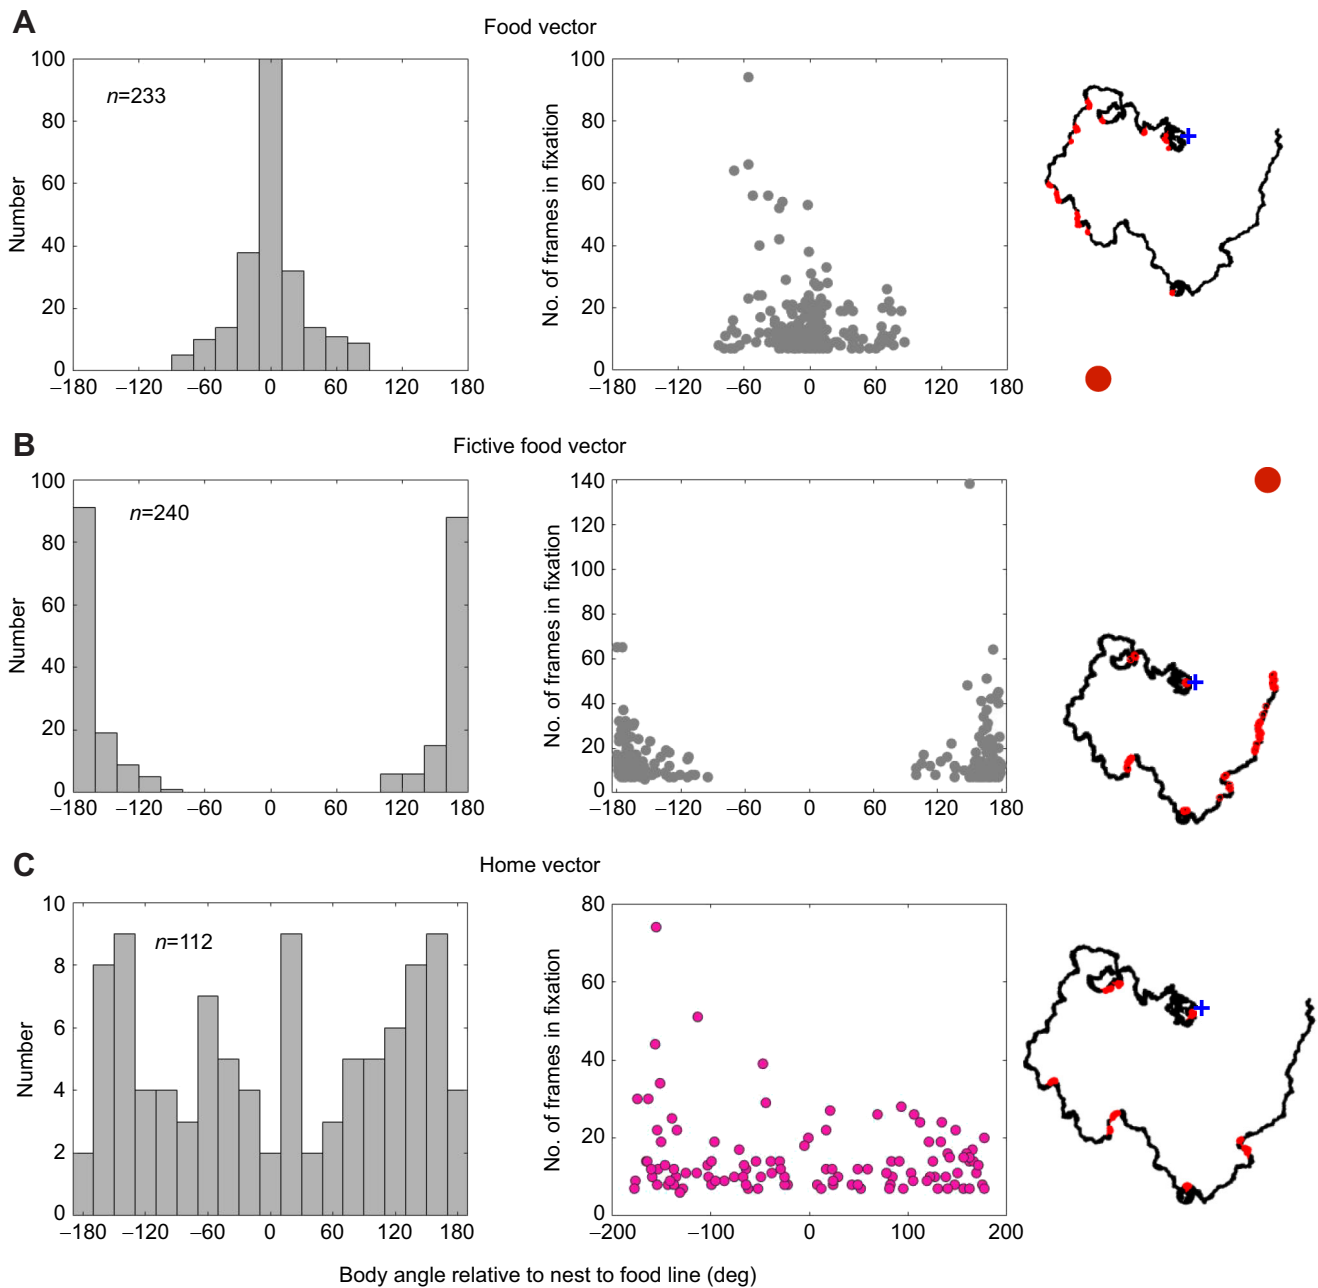 A
Food vector
Number
100
80
60
40
20
0
n=233
−180 −120 −60 0 60 120 180
No. of frames in fixation
100
80
60
40
20
0
−180 −120 −60 0 60 120 180
B
Fictive food vector
Number
100
80
60
40
20
0
n=240
−180 −120 −60 0 60 120 180
No. of frames in fixation
140
120
100
80
60
40
20
0
−180 −120 −60 0 60 120 180
C
Home vector
Number
10
8
6
4
2
0
n=112
−180 −120 −60 0 60 120 180
No. of frames in fixation
80
60
40
20
0
−200 −100 0 100 200
Body angle relative to nest to food line (deg)